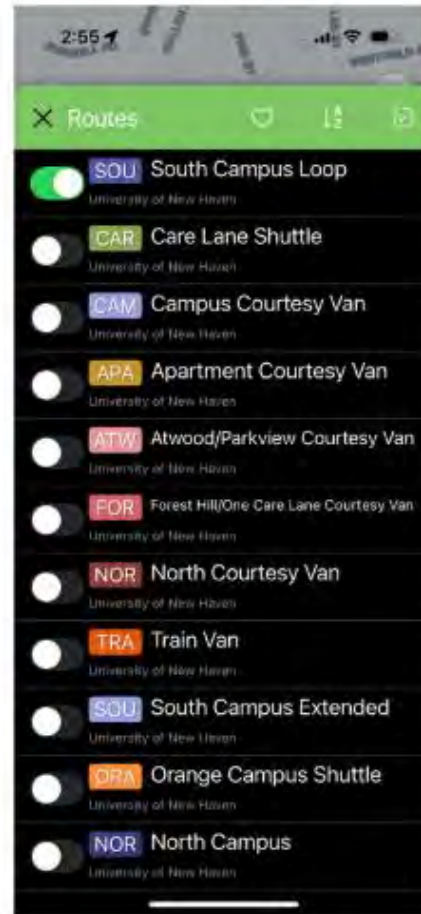 2:55
Routes
SOU South Campus Loop
University of New Haven
CAR Care Lane Shuttle
University of New Haven
CAM Campus Courtesy Van
University of New Haven
APA Apartment Courtesy Van
University of New Haven
ATW Atwood/Parkview Courtesy Van
University of New Haven
FOR Forest Hill/One Care Lane Courtesy Van
University of New Haven
NOR North Courtesy Van
University of New Haven
TRA Train Van
University of New Haven
SOU South Campus Extended
University of New Haven
ORA Orange Campus Shuttle
University of New Haven
NOR North Campus
University of New Haven